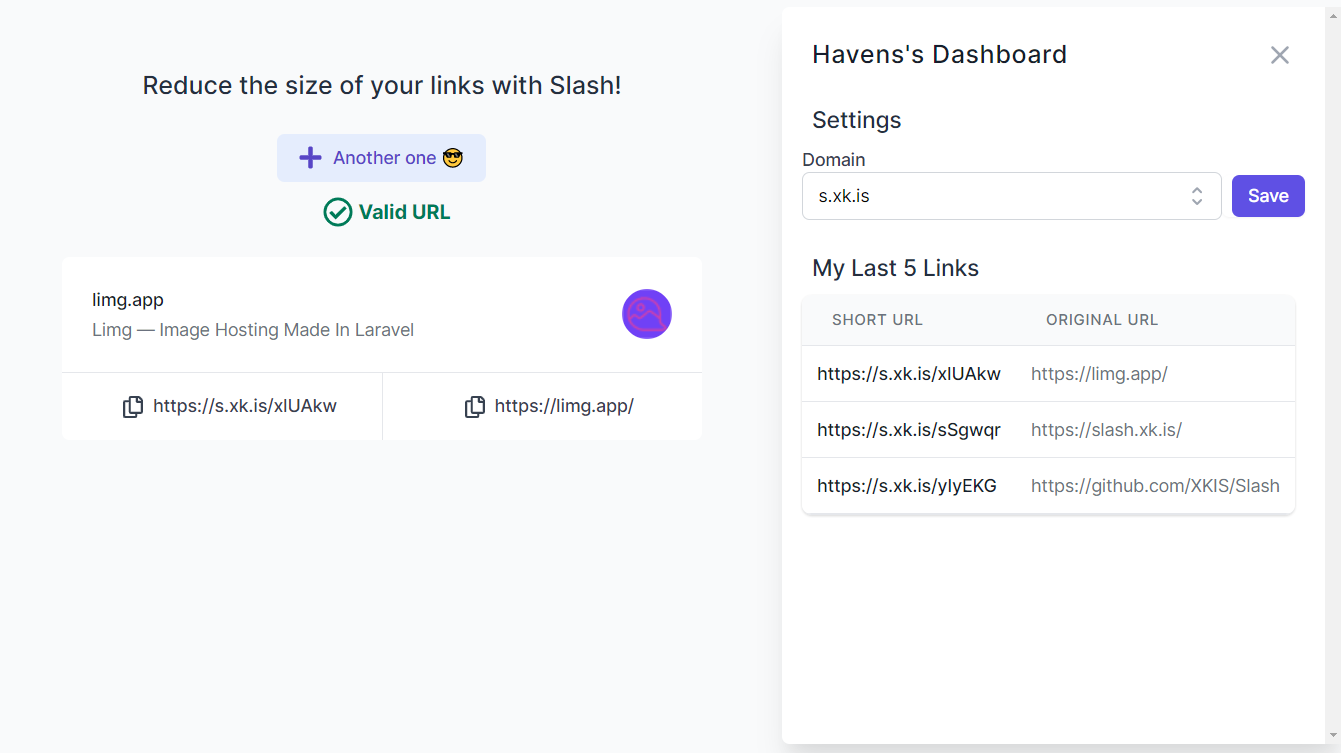 Reduce the size of your links with Slash!
Another one 😎
Valid URL
limg.app
Limg — Image Hosting Made In Laravel
https://s.xk.is/xlUAkw
https://limg.app/
Havens's Dashboard
Settings
Domain
s.xk.is
Save
My Last 5 Links
SHORT URL ORIGINAL URL
https://s.xk.is/xlUAkw https://limg.app/
https://s.xk.is/sSgwqr https://slash.xk.is/
https://s.xk.is/yIyEKG https://github.com/XKIS/Slash